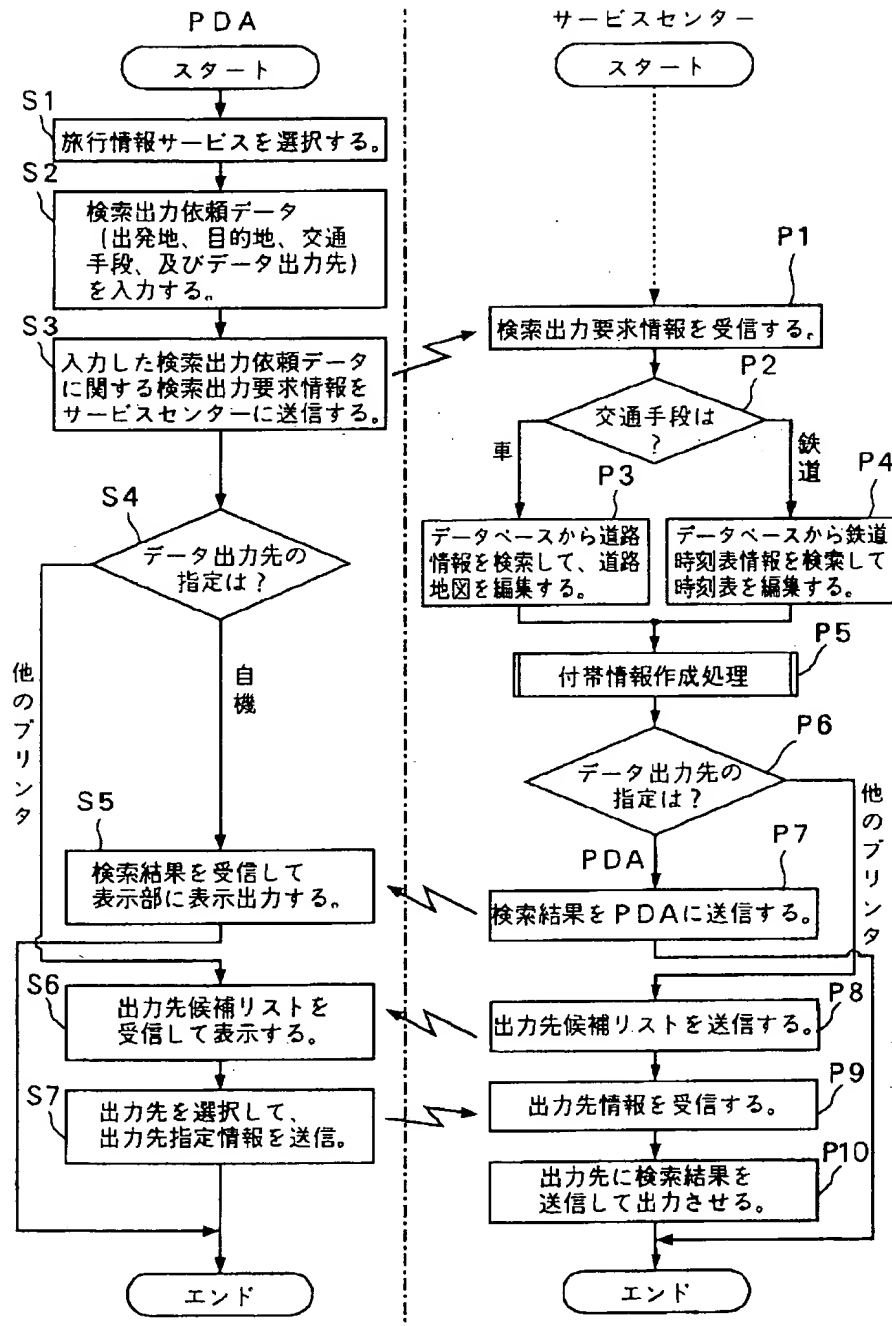 PDA
スタート
S1
旅行情報サービスを選択する。
S2
検索出力依頼データ
(出発地、目的地、交通
手段、及びデータ出力先)
を入力する。
S3
入力した検索出力依頼データ
に関する検索出力要求情報を
サービスセンターに送信する。
S4
データ出力先の
指定は?
他のプリンタ
自機
S5
検索結果を受信して
表示部に表示出力する。
S6
出力先候補リストを
受信して表示する。
S7
出力先を選択して、
出力先指定情報を送信。
エンド
サービスセンター
スタート
P1
検索出力要求情報を受信する。
P2
交通手段は
?
車
鉄道
P3
データベースから道路
情報を検索して、道路
地図を編集する。
P4
データベースから鉄道
時刻表情報を検索して
時刻表を編集する。
P5
付帯情報作成処理
P6
データ出力先の
指定は?
PDA
他のプリンタ
P7
検索結果をPDAに送信する。
P8
出力先候補リストを送信する。
P9
出力先情報を受信する。
P10
出力先に検索結果を
送信して出力させる。
エンド